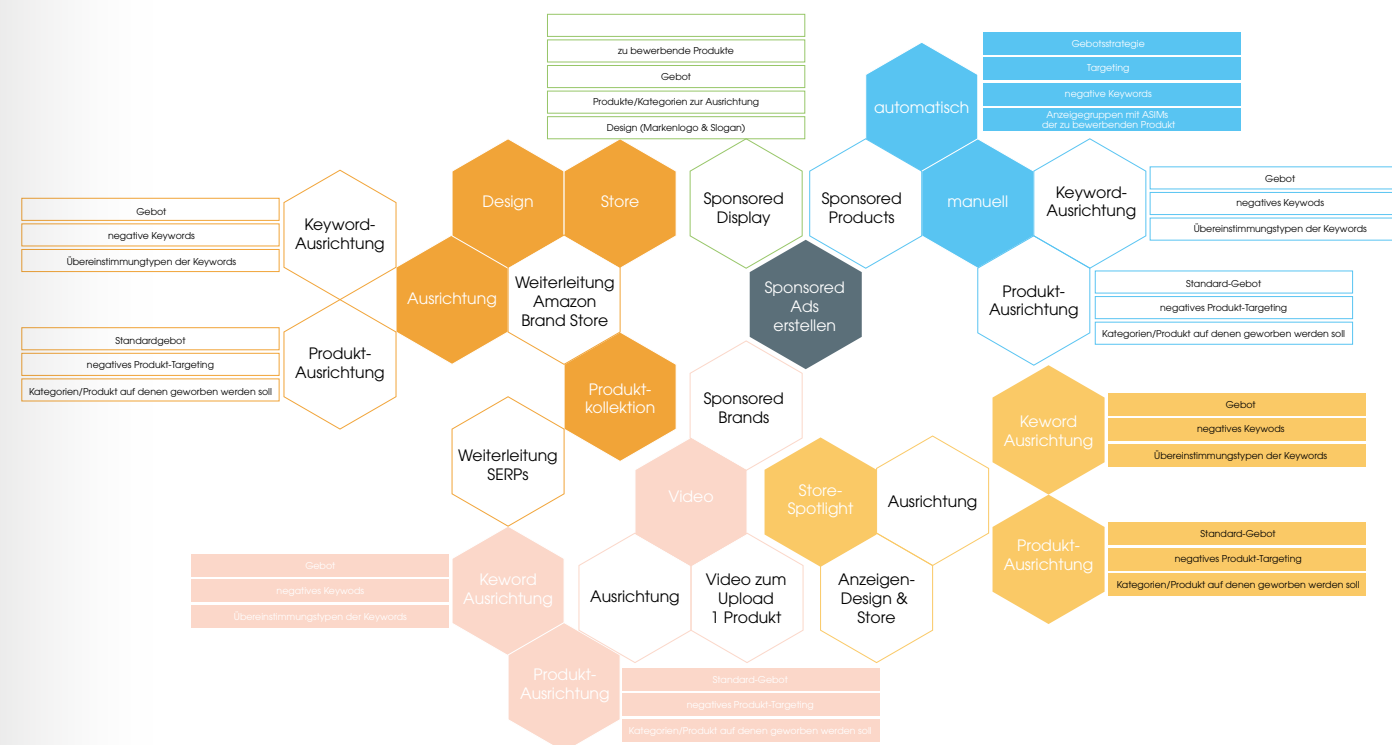 zu bewerbende Produkte
Gebot
Produkte/Kategorien zur Ausrichtung
Design (Markenlogo & Slogan)
Gebotsstrategie
Targeting
negative Keywords
Anzeigegruppen mit ASIMs
der zu bewerbenden Produkt
automatisch
Design
Store
Sponsored
Display
Sponsored
Products
manuell
Keyword-
Ausrichtung
Gebot
negatives Keywods
Übereinstimmungstypen der Keywords
Gebot
negative Keywords
Übereinstimmungtypen der Keywords
Keyword-
Ausrichtung
Ausrichtung
Weiterleitung
Amazon
Brand Store
Sponsored
Ads
erstellen
Produkt-
Ausrichtung
Standard-Gebot
negatives Produkt-Targeting
Kategorien/Produkt auf denen geworben werden soll
Standardgebot
negatives Produkt-Targeting
Kategorien/Produkt auf denen geworben werden soll
Produkt-
Ausrichtung
Produkt-
kollektion
Sponsored
Brands
Keword
Ausrichtung
Gebot
negatives Keywods
Übereinstimmungstypen der Keywords
Weiterleitung
SERPs
Video
Store-
Spotlight
Ausrichtung
Produkt-
Ausrichtung
Standard-Gebot
negatives Produkt-Targeting
Kategorien/Produkt auf denen geworben werden soll
Gebot
negatives Keywods
Übereinstimmungstypen der Keywords
Keword
Ausrichtung
Ausrichtung
Video zum
Upload
1 Produkt
Anzeigen-
Design &
Store
Produkt-
Ausrichtung
Standard-Gebot
negatives Produkt-Targeting
Kategorien/Produkt auf denen geworben werden soll